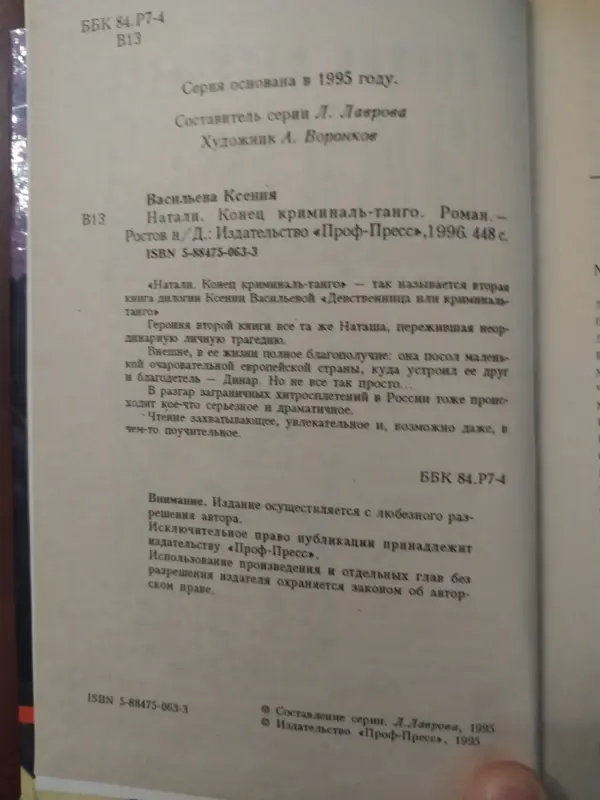 ББК 84.Р7-4
В13
Серия основана в 1995 году.
Составитель серии Л. Лаврова
Художник А. Воронков
Васильева Ксения
В13 Натали. Конец криминаль-танго. Роман. –
Ростов н/Д.: Издательство «Проф-Пресс», 1996. 448 с.
ISBN 5-88475-063-3
«Натали. Конец криминаль-танго» — так называется вторая
книга дилогии Ксении Васильевой «Девственница или криминаль-
танго»
Героиня второй книги все та же Наташа, пережившая неор-
динарную личную трагедию.
Внешне, в ее жизни полное благополучие: она посол малень-
кой очаровательной европейской страны, куда устроил ее друг
и благодетель – Динар. Но не все так просто...
В разгар заграничных хитросплетений в России тоже проис-
ходит кое-что серьезное и драматичное.
Чтение захватывающее, увлекательное и, возможно даже, в
чем-то поучительное.
ББК 84.Р7-4
Внимание. Издание осуществляется с любезного раз-
решения автора.
Исключительное право публикации принадлежит
издательству «Проф-Пресс».
Использование произведения и отдельных глав без
разрешения издателя охраняется законом об автор-
ском праве.
ISBN 5-88475-063-3
© Составление серии. Л.Лаврова, 1995
© Издательство «Проф-Пресс», 1995